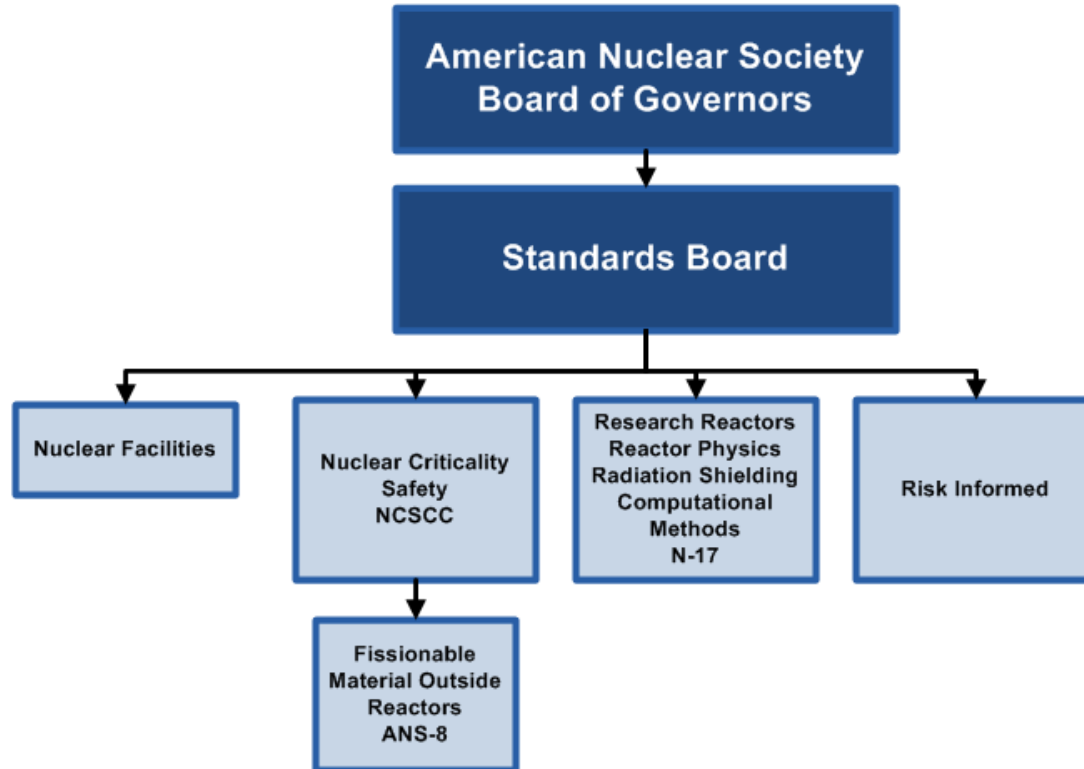 American Nuclear Society
Board of Governors
Standards Board
Nuclear Facilities
Nuclear Criticality
Safety
NCSCC
Research Reactors
Reactor Physics
Radiation Shielding
Computational
Methods
N-17
Risk Informed
Fissionable
Material Outside
Reactors
ANS-8